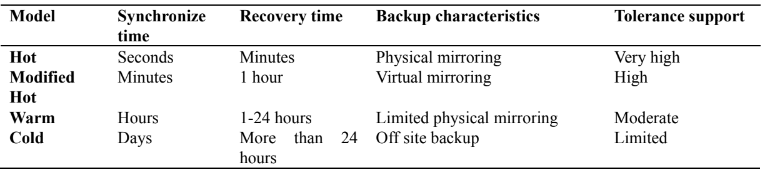 Model Synchronize time Recovery time Backup characteristics Tolerance support
Hot Seconds Minutes Physical mirroring Very high
Modified Hot Minutes 1 hour Virtual mirroring High
Warm Hours 1-24 hours Limited physical mirroring Moderate
Cold Days More than 24 hours Off site backup Limited